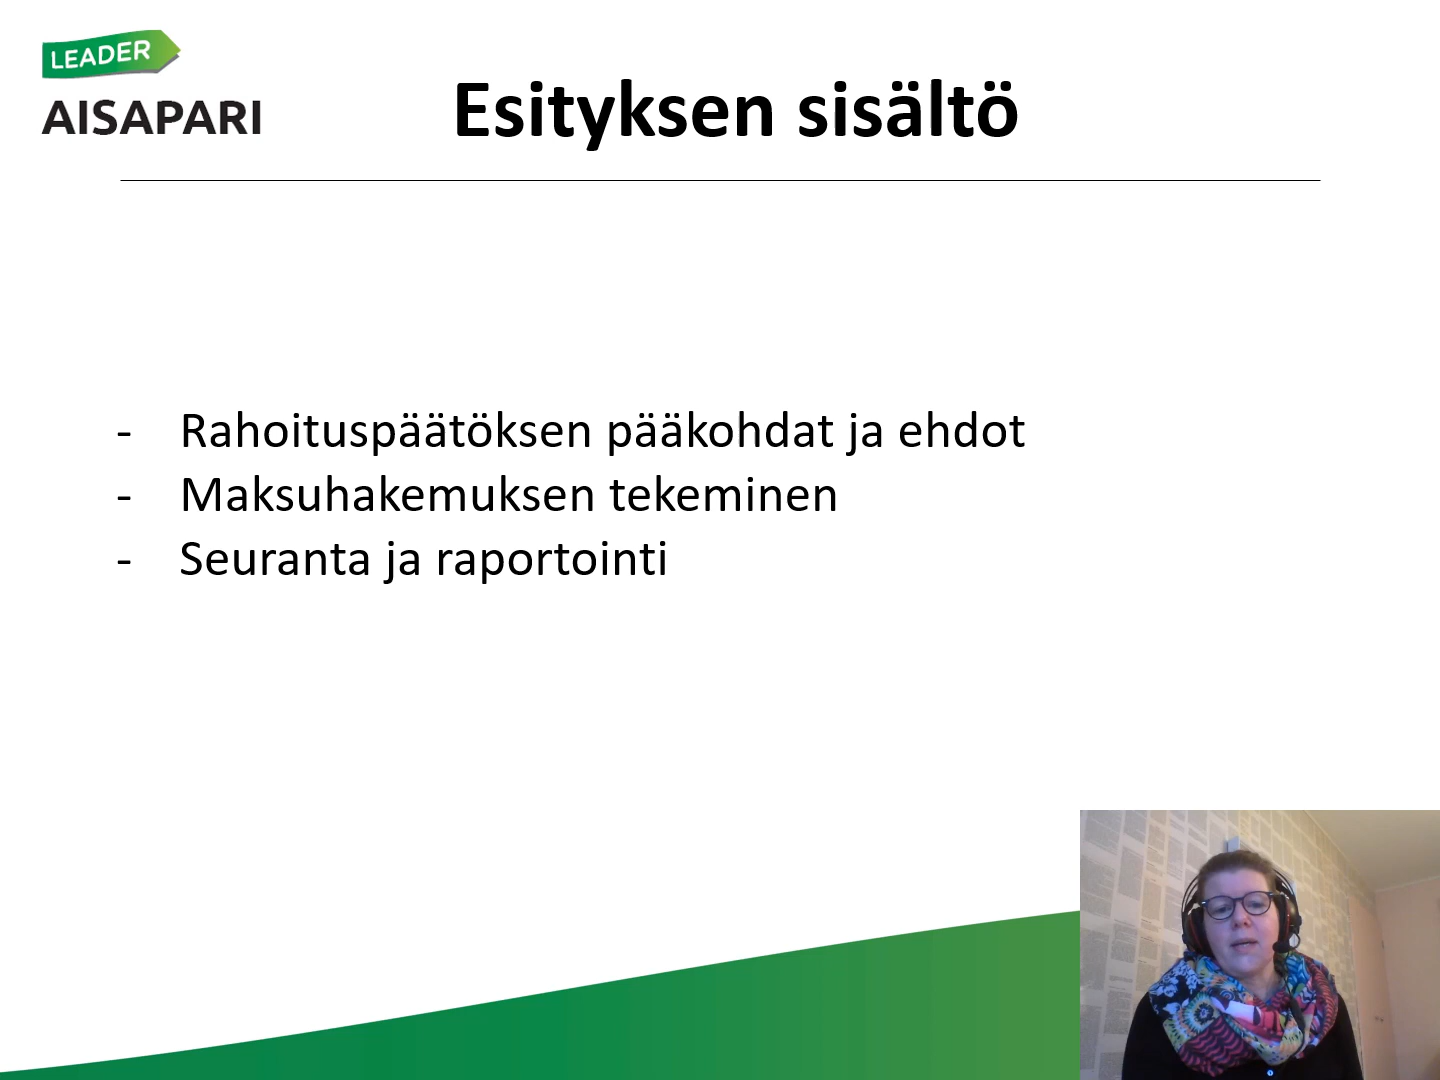 LEADER
AISAPARI
Esityksen sisältö
- Rahoituspäätöksen pääkohdat ja ehdot
- Maksuhakemuksen tekeminen
- Seuranta ja raportointi